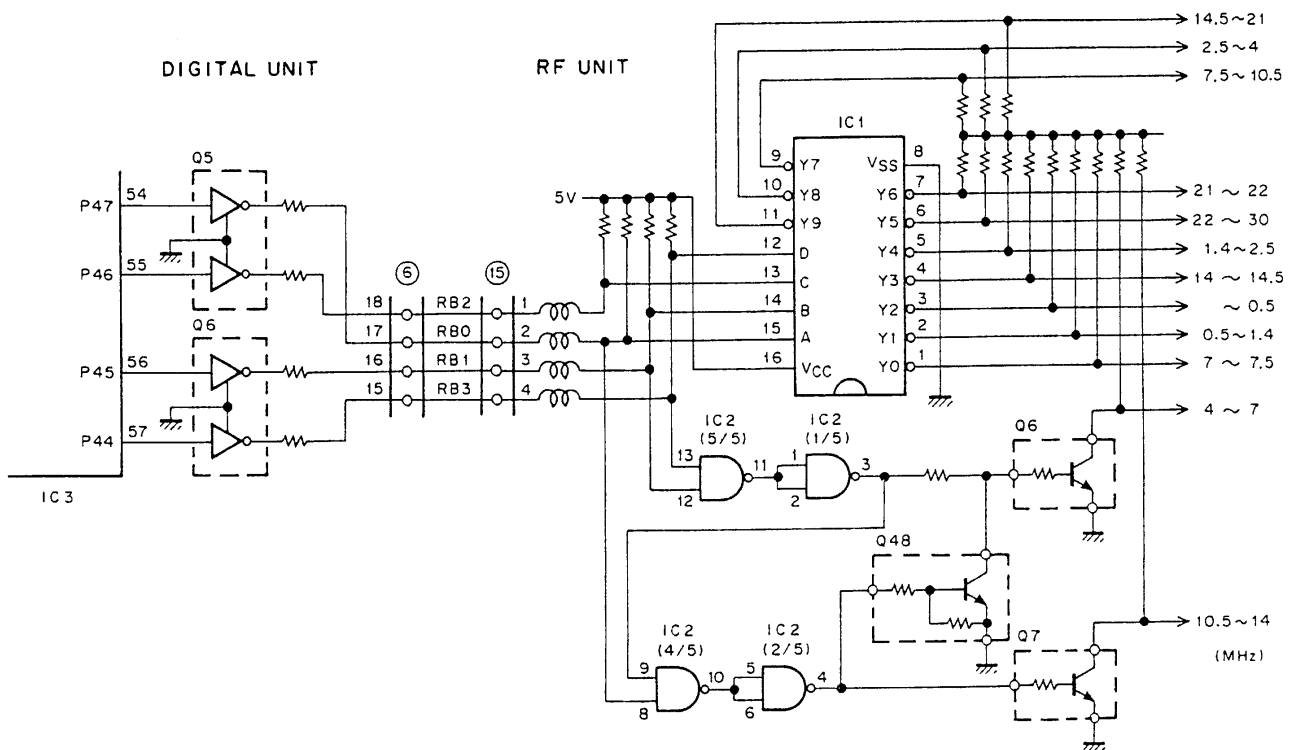 DIGITAL UNIT
RF UNIT
Q5
P47
54
P46
55
Q6
P45
56
P44
57
IC3
6
15
18
RB2
1
17
RB0
2
16
RB1
3
15
RB3
4
5V
IC1
9
Y7
10
Y8
11
Y9
12
D
13
C
14
B
15
A
16
VCC
VSS
8
Y6
7
Y5
6
Y4
5
Y3
4
Y2
3
Y1
2
Y0
1
14.5~21
2.5~4
7.5~10.5
21 ~ 22
22 ~ 30
1.4~2.5
14 ~ 14.5
~ 0.5
0.5~1.4
7 ~ 7.5
4 ~ 7
10.5~14
(MHz)
IC2
(5/5)
13
12
11
IC2
(1/5)
1
2
3
Q6
Q48
IC2
(4/5)
9
8
10
IC2
(2/5)
5
6
4
Q7